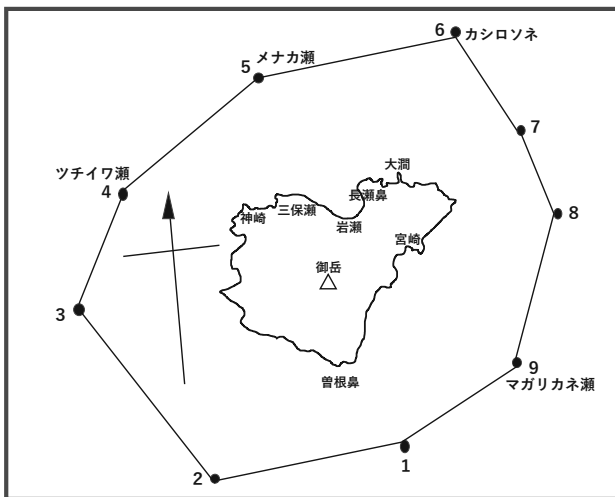 6 カシロソネ
5 メナカ瀬
7
大澗
ツチイワ瀬
4
長瀬鼻
三保瀬
神崎
8
岩瀬
宮崎
御岳
3
9
マガリカネ瀬
曽根鼻
1
2